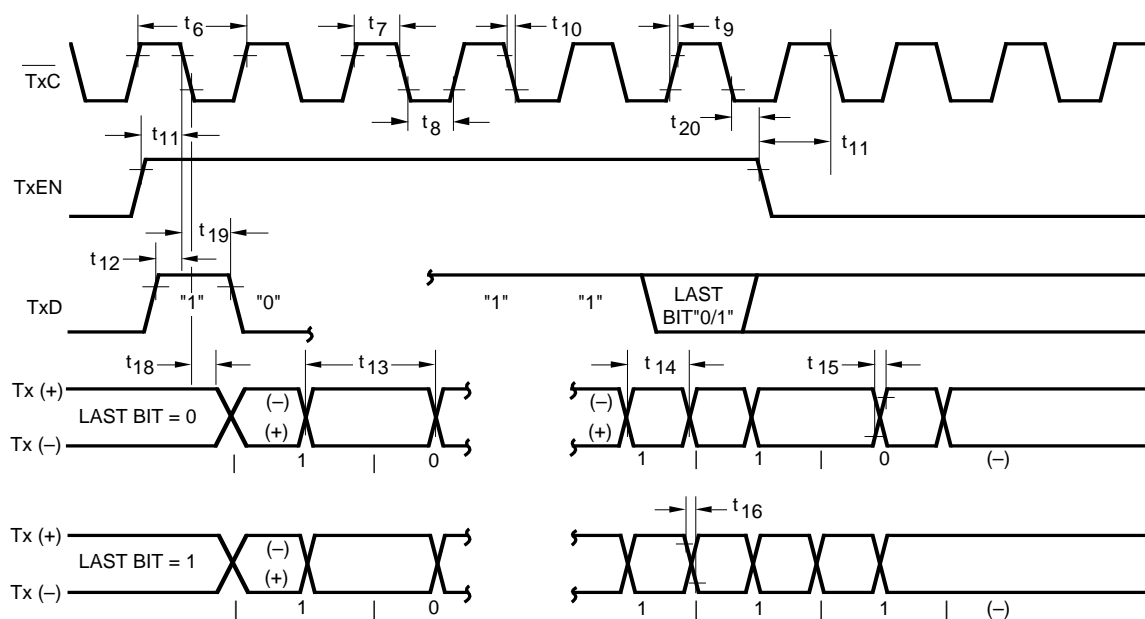 t6 t7 t10 t9
TxC
t11 t8 t20 t11
TxEN
t19
t12
TxD "1" "0" "1" "1" LAST
BIT"0/1"
t18 t13 t14 t15
Tx (+) (–) (–)
LAST BIT = 0
Tx (–) (+) (+)
| 1 | 0 1 | 1 | 0 (–)
t16
Tx (+) (–)
LAST BIT = 1
Tx (–) (+)
| 1 | 0 1 | 1 | 1 | (–)